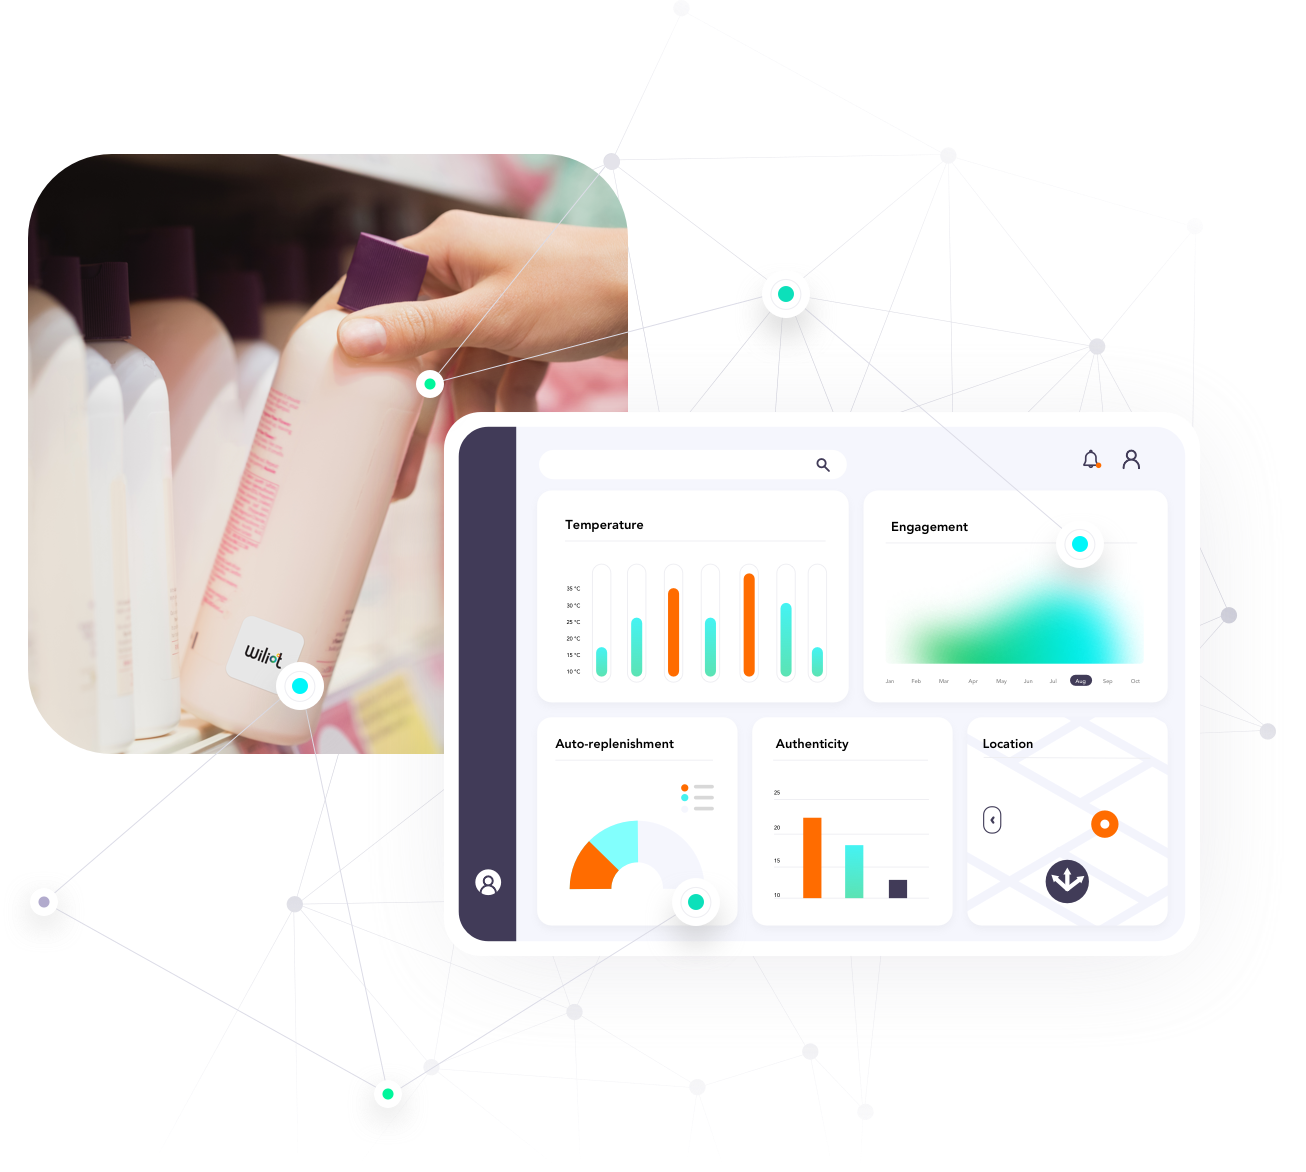 wiliot
Temperature
35 °C
30 °C
25 °C
20 °C
15 °C
10 °C
Engagement
Jan Feb Mar Apr May Jun Jul Aug Sep Oct
Auto-replenishment
Authenticity
25
20
15
10
Location